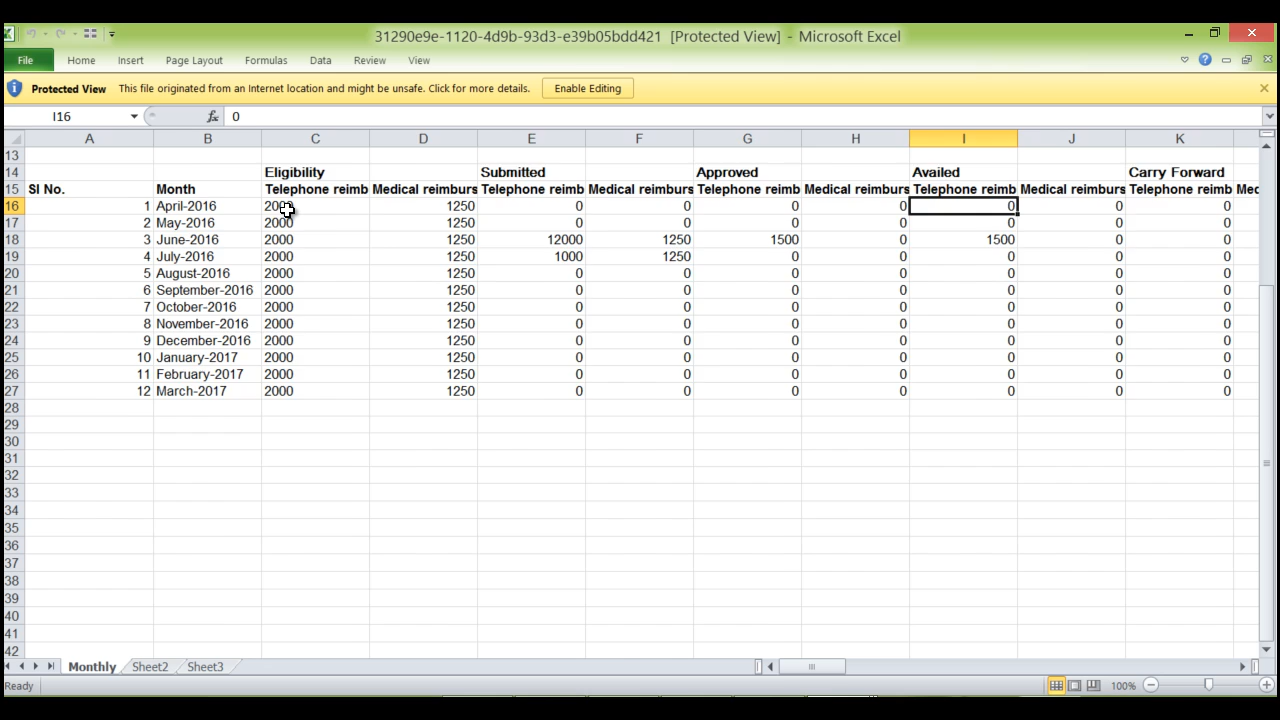 31290e9e-1120-4d9b-93d3-e39b05bdd421 [Protected View] - Microsoft Excel
File Home Insert Page Layout Formulas Data Review View
Protected View This file originated from an Internet location and might be unsafe. Click for more details. Enable Editing
I16 fx 0
A B C D E F G H I J K
13
14 Eligibility Submitted Approved Availed Carry Forward
15 Sl No. Month Telephone reimb Medical reimburs Telephone reimb Medical reimburs Telephone reimb Medical reimburs Telephone reimb Medical reimburs Telephone reimb Med
16 1 April-2016 2000 1250 0 0 0 0 0 0 0
17 2 May-2016 2000 1250 0 0 0 0 0 0 0
18 3 June-2016 2000 1250 12000 1250 1500 0 1500 0 0
19 4 July-2016 2000 1250 1000 1250 0 0 0 0 0
20 5 August-2016 2000 1250 0 0 0 0 0 0 0
21 6 September-2016 2000 1250 0 0 0 0 0 0 0
22 7 October-2016 2000 1250 0 0 0 0 0 0 0
23 8 November-2016 2000 1250 0 0 0 0 0 0 0
24 9 December-2016 2000 1250 0 0 0 0 0 0 0
25 10 January-2017 2000 1250 0 0 0 0 0 0 0
26 11 February-2017 2000 1250 0 0 0 0 0 0 0
27 12 March-2017 2000 1250 0 0 0 0 0 0 0
28
29
30
31
32
33
34
35
36
37
38
39
40
41
42
Monthly Sheet2 Sheet3
Ready 100%